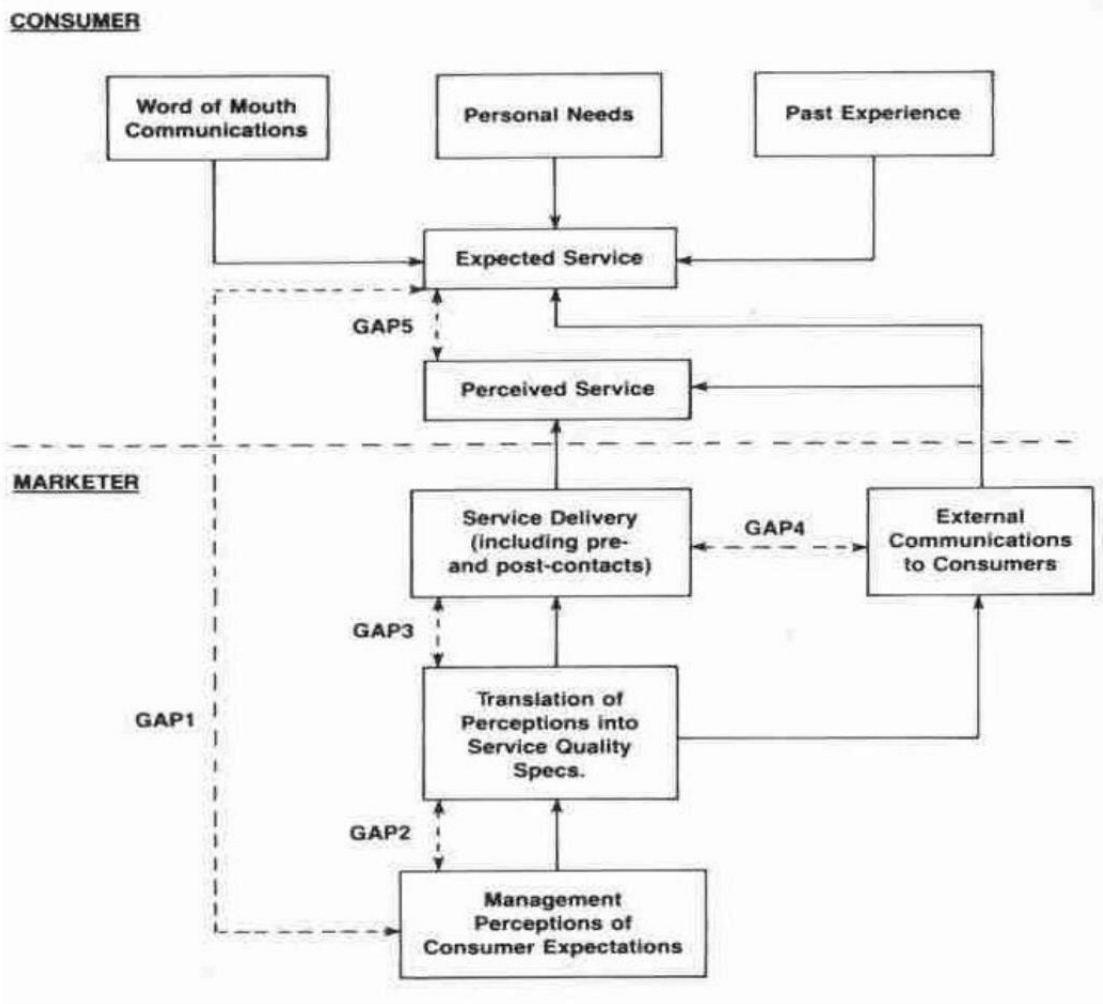 CONSUMER
Word of Mouth
Communications
Personal Needs
Past Experience
Expected Service
GAP5
Perceived Service
MARKETER
Service Delivery
(including pre-
and post-contacts)
GAP4
External
Communications
to Consumers
GAP3
Translation of
Perceptions into
Service Quality
Specs.
GAP1
GAP2
Management
Perceptions of
Consumer Expectations